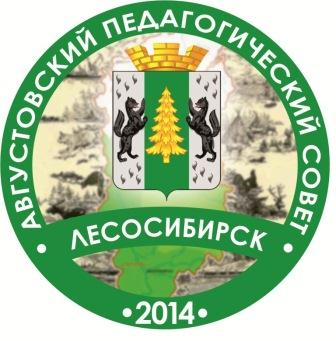 • АВГУСТОВСКИЙ ПЕДАГОГИЧЕСКИЙ СОВЕТ •
ЛЕСОСИБИРСК
•2014•